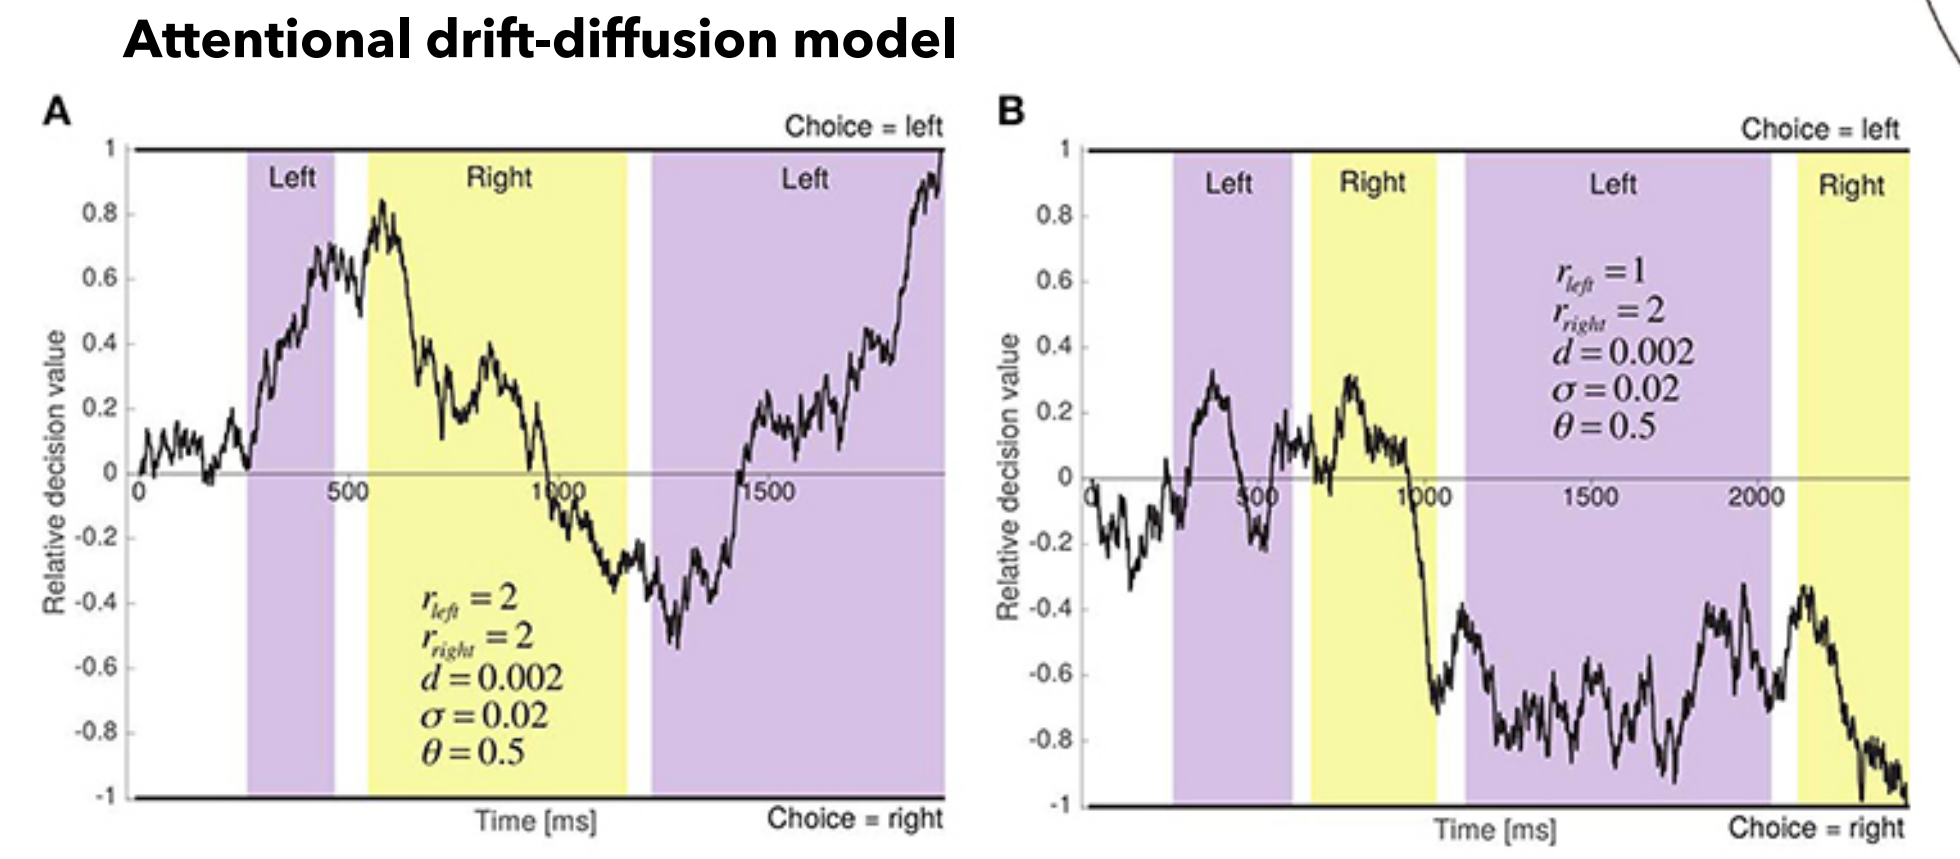 Attentional drift-diffusion model
A
Choice = left
1
0.8
0.6
0.4
0.2
0
-0.2
-0.4
-0.6
-0.8
-1
Relative decision value
Left
Right
Left
0
500
1000
1500
r_left = 2
r_right = 2
d = 0.002
σ = 0.02
θ = 0.5
Time [ms]
Choice = right
B
Choice = left
1
0.8
0.6
0.4
0.2
0
-0.2
-0.4
-0.6
-0.8
-1
Relative decision value
Left
Right
Left
Right
r_left = 1
r_right = 2
d = 0.002
σ = 0.02
θ = 0.5
0
500
1000
1500
2000
Time [ms]
Choice = right